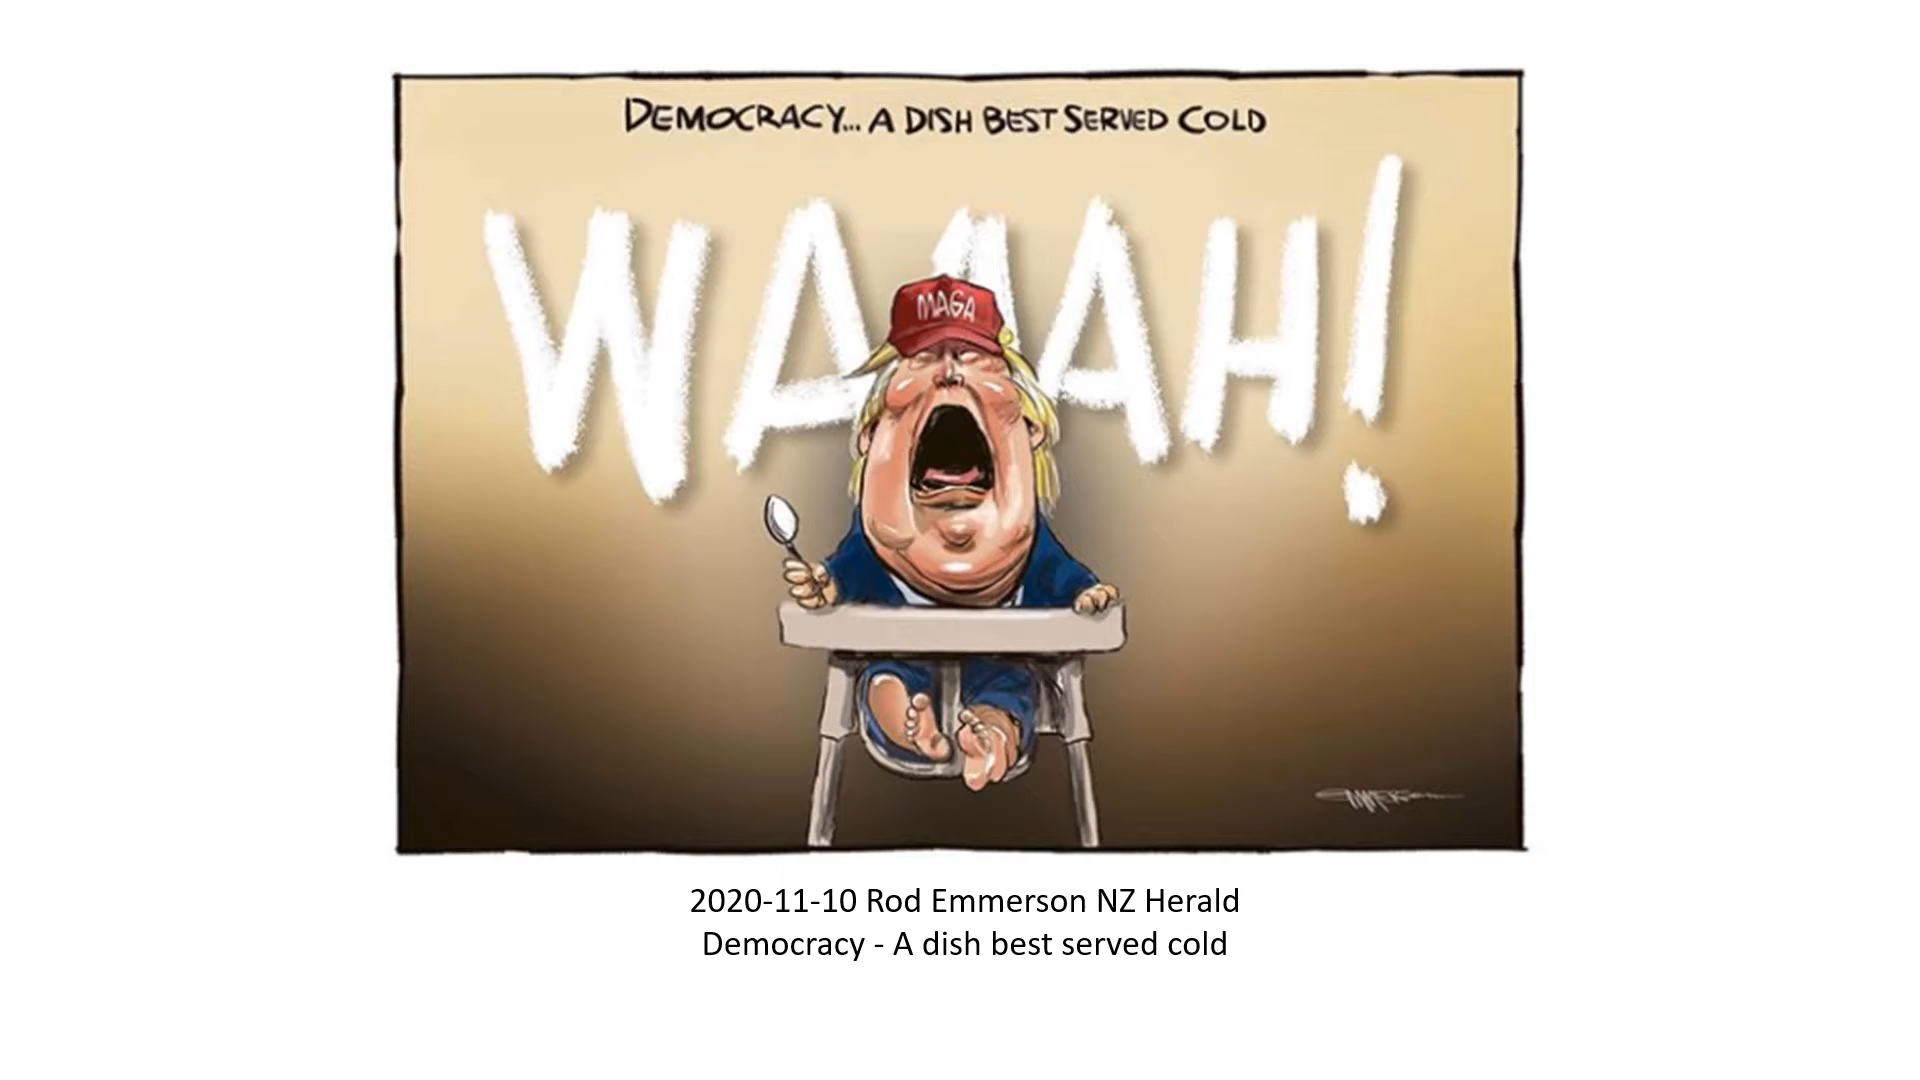 DEMOCRACY... A DISH BEST SERVED COLD
WAAAH!
MAGA
EMMERSON
2020-11-10 Rod Emmerson NZ Herald
Democracy - A dish best served cold